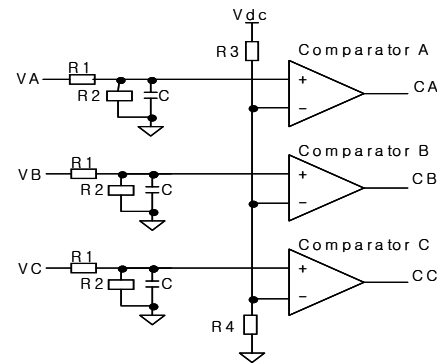 Vdc
R3
Comparator A
R1
VA
+
CA
R2
C
−
Comparator B
R1
VB
+
CB
R2
C
−
Comparator C
R1
VC
+
CC
R2
C
−
R4